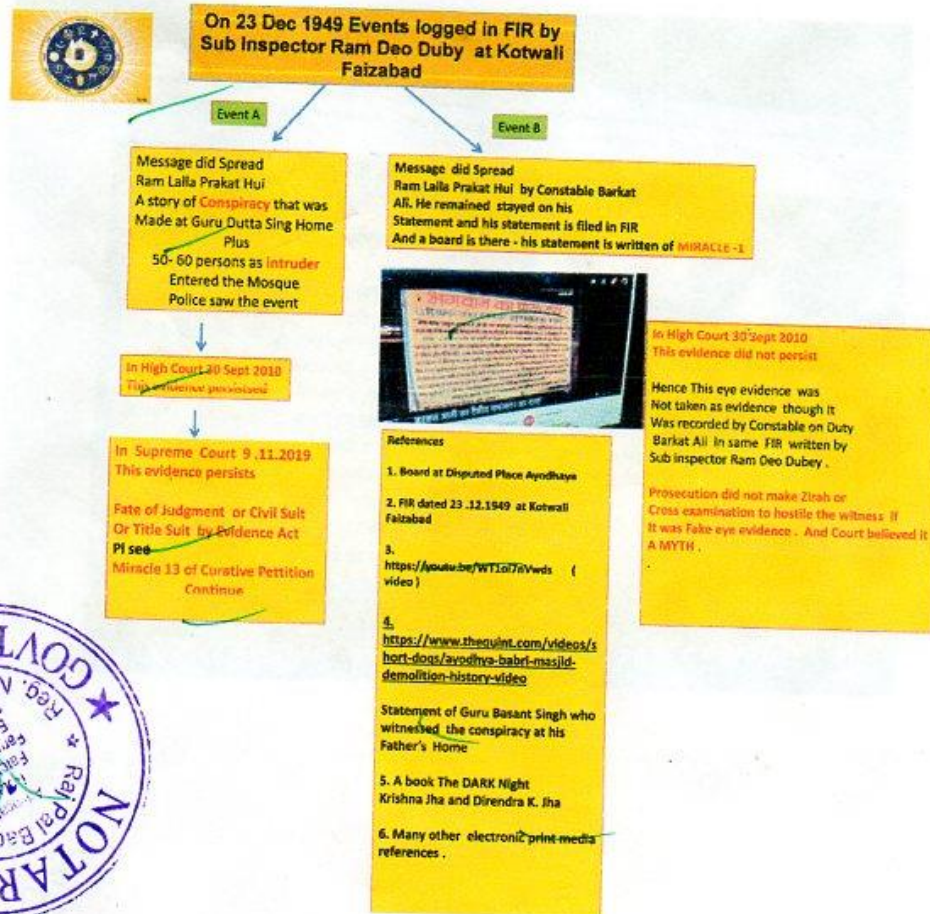 On 23 Dec 1949 Events logged in FIR by
Sub Inspector Ram Deo Duby at Kotwali
Faizabad
Event A
Event B
Message did Spread
Ram Lalla Prakat Hui
A story of Conspiracy that was
Made at Guru Dutta Sing Home
Plus
50- 60 persons as intruder
Entered the Mosque
Police saw the event
In High Court 30 Sept 2010
This evidence persistsed
In Supreme Court 9 .11.2019
This evidence persists
Fate of Judgment or Civil Suit
Or Title Suit by Evidence Act
Pl see
Miracle 13 of Curative Pettition
Continue
Message did Spread
Ram Lalla Prakat Hui by Constable Barkat
Ali. He remained stayed on his
Statement and his statement is filed in FIR
And a board is there - his statement is written of MIRACLE -1
भगवान का
References
1. Board at Disputed Place Ayodhaya
2. FIR dated 23 .12.1949 at Kotwali
Faizabad
3.
https://youtu.be/WT1ol7nVwds (
video )
4.
https://www.thequint.com/videos/s
hort-doqs/ayodhya-babri-masjid-
demolition-history-video
Statement of Guru Basant Singh who
witnessed the conspiracy at his
Father's Home
5. A book The DARK Night
Krishna Jha and Direndra K. Jha
6. Many other electronic print media
references .
In High Court 30 Sept 2010
This evidence did not persist
Hence This eye evidence was
Not taken as evidence though It
Was recorded by Constable on Duty
Barkat Ali In same FIR written by
Sub inspector Ram Deo Dubey .
Prosecution did not make Zirah or
Cross examination to hostile the witness if
It was Fake eye evidence . And Court believed it
A MYTH .
NOTAR
GOVT
RajPal
Reg.